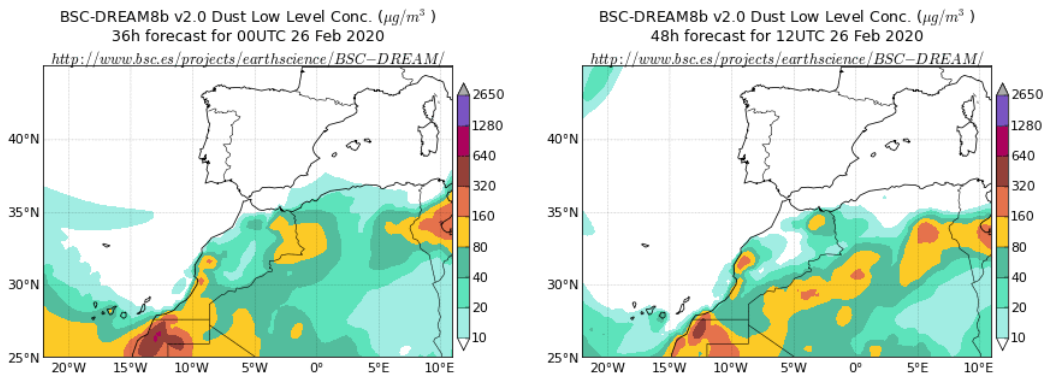 BSC-DREAM8b v2.0 Dust Low Level Conc. (μg/m³ )
36h forecast for 00UTC 26 Feb 2020
http://www.bsc.es/projects/earthscience/BSC−DREAM/
2650
1280
640
320
160
80
40
20
10
40°N
35°N
30°N
25°N
20°W
15°W
10°W
5°W
0°
5°E
10°E
BSC-DREAM8b v2.0 Dust Low Level Conc. (μg/m³ )
48h forecast for 12UTC 26 Feb 2020
http://www.bsc.es/projects/earthscience/BSC−DREAM/
2650
1280
640
320
160
80
40
20
10
40°N
35°N
30°N
25°N
20°W
15°W
10°W
5°W
0°
5°E
10°E